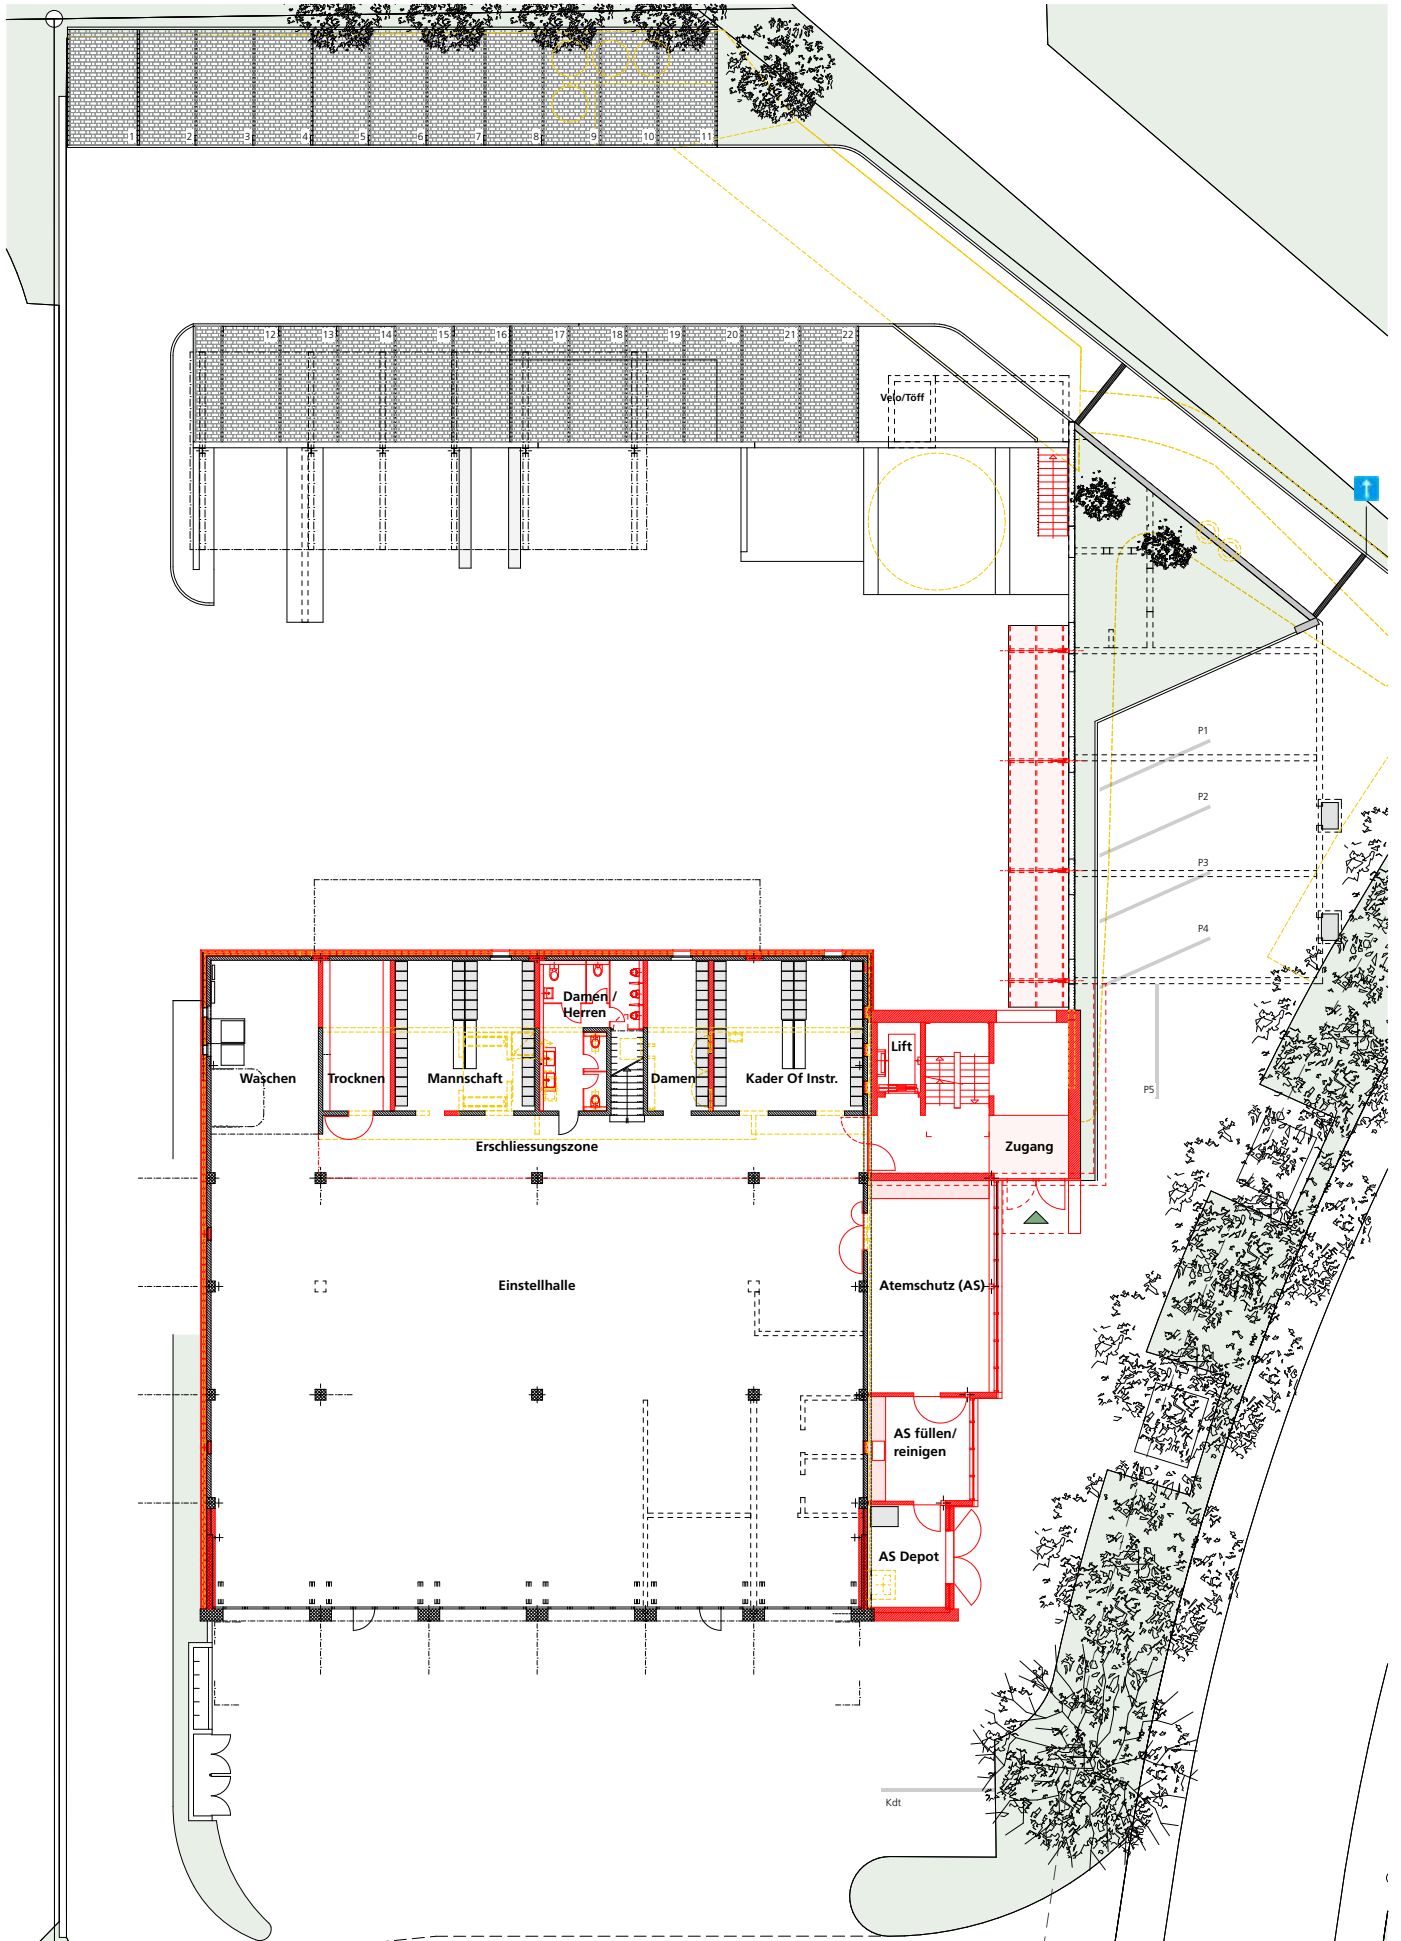 1 2 3 4 5 6 7 8 9 10 11
12 13 14 15 16 17 18 19 20 21 22
Velo/Töff
P1
P2
P3
P4
P5
Damen /
Herren
Lift
Waschen
Trocknen
Mannschaft
Damen
Kader Of Instr.
Erschliessungszone
Zugang
Einstellhalle
Atemschutz (AS)
AS füllen/
reinigen
AS Depot
Kdt